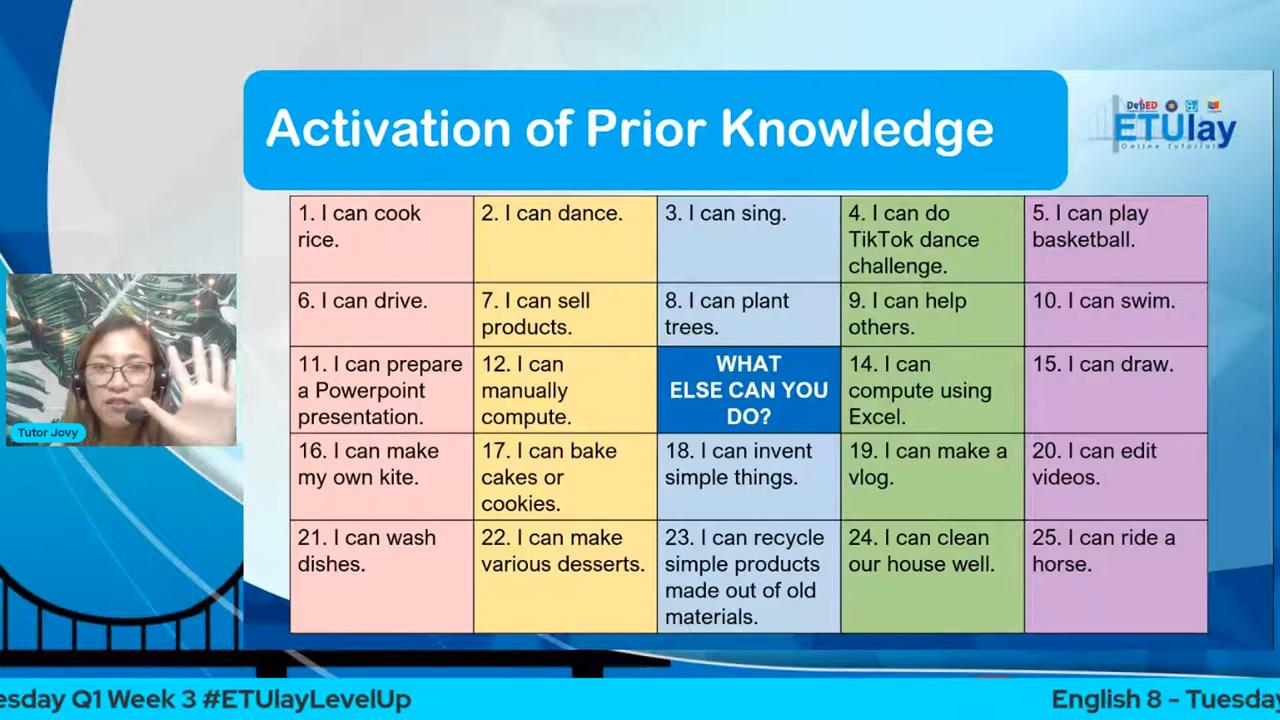 Activation of Prior Knowledge
DepED
ETUlay
Online Tutorial
1. I can cook
rice.
2. I can dance.
3. I can sing.
4. I can do
TikTok dance
challenge.
5. I can play
basketball.
6. I can drive.
7. I can sell
products.
8. I can plant
trees.
9. I can help
others.
10. I can swim.
11. I can prepare
a Powerpoint
presentation.
12. I can
manually
compute.
WHAT
ELSE CAN YOU
DO?
14. I can
compute using
Excel.
15. I can draw.
16. I can make
my own kite.
17. I can bake
cakes or
cookies.
18. I can invent
simple things.
19. I can make a
vlog.
20. I can edit
videos.
21. I can wash
dishes.
22. I can make
various desserts.
23. I can recycle
simple products
made out of old
materials.
24. I can clean
our house well.
25. I can ride a
horse.
Tutor Jovy
esday Q1 Week 3 #ETUlayLevelUp
English 8 - Tuesday